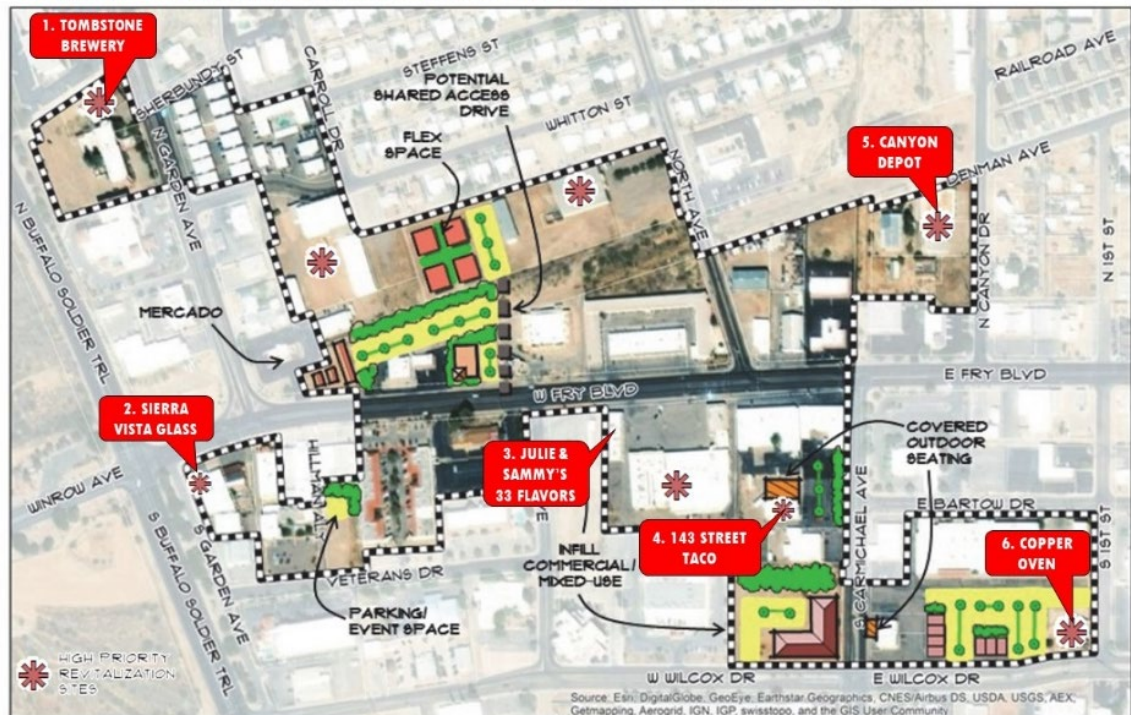 1. TOMBSTONE
BREWERY
SHERBUNDY ST
N GARDEN AVE
CARROLL DR
STEFFENS ST
POTENTIAL
SHARED ACCESS
DRIVE
FLEX
SPACE
WHITTON ST
NORTH AVE
RAILROAD AVE
5. CANYON
DEPOT
DENMAN AVE
N CANYON DR
N 1ST ST
N BUFFALO SOLDIER TRL
MERCADO
W FRY BLVD
E FRY BLVD
2. SIERRA
VISTA GLASS
WINROW AVE
S GARDEN AVE
S BUFFALO SOLDIER TRL
3. JULIE &
SAMMY'S
33 FLAVORS
COVERED
OUTDOOR
SEATING
4. 143 STREET
TACO
S CARMICHAEL AVE
E BARTOW DR
S 1ST ST
6. COPPER
OVEN
INFILL
COMMERCIAL/
MIXED-USE
VETERANS DR
PARKING/
EVENT SPACE
HIGH PRIORITY
REVITALIZATION
SITES
W WILCOX DR
E WILCOX DR
Source: Esri, DigitalGlobe, GeoEye, Earthstar Geographics, CNES/Airbus DS, USDA, USGS, AEX,
Getmapping, Aerogrid, IGN, IGP, swisstopo, and the GIS User Community